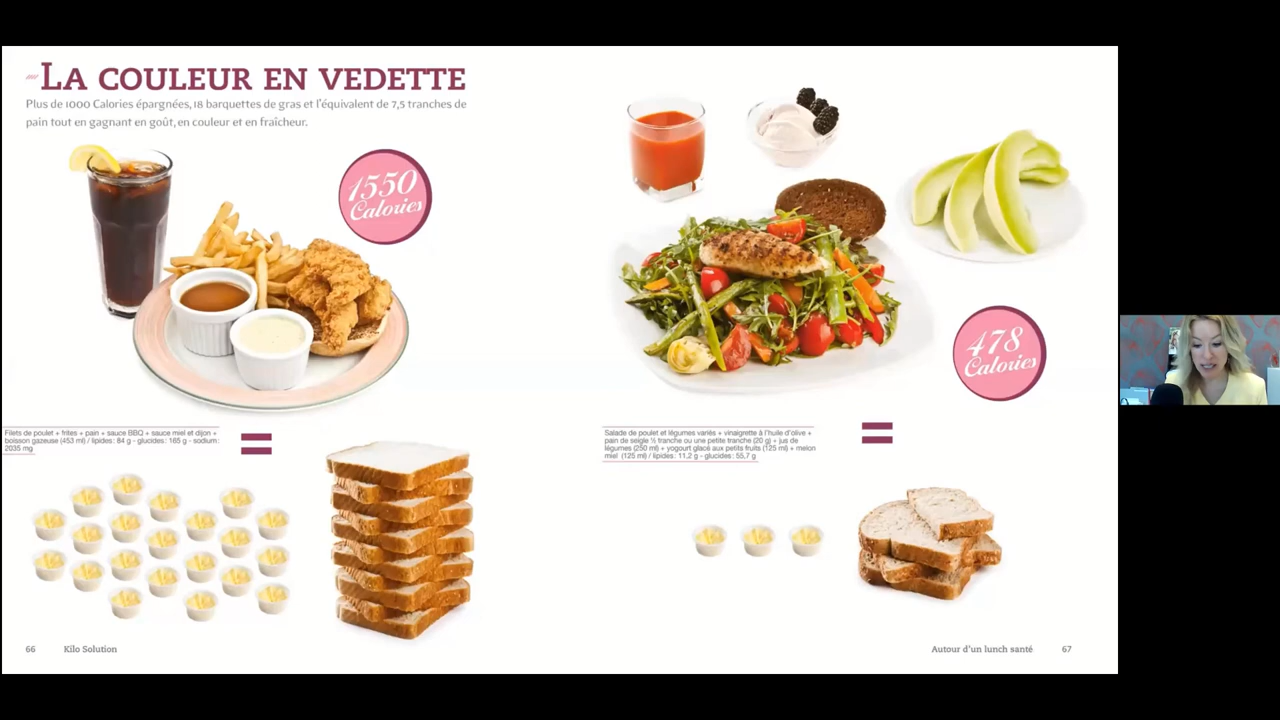 LA COULEUR EN VEDETTE
Plus de 1000 Calories épargnées, 18 barquettes de gras et l'équivalent de 7,5 tranches de
pain tout en gagnant en goût, en couleur et en fraîcheur.
1550
Calories
Filets de poulet + frites + pain + sauce BBQ + sauce miel et dijon +
boisson gazeuse (453 ml) / lipides : 84 g - glucides : 165 g - sodium :
2035 mg
66
Kilo Solution
478
Calories
Salade de poulet et légumes variés + vinaigrette à l'huile d'olive +
pain de seigle ½ tranche ou une petite tranche (20 g) + jus de
légumes (250 ml) + yogourt glacé aux petits fruits (125 ml) + melon
miel (125 ml) / lipides : 11,2 g - glucides : 55,7 g
Autour d'un lunch santé
67